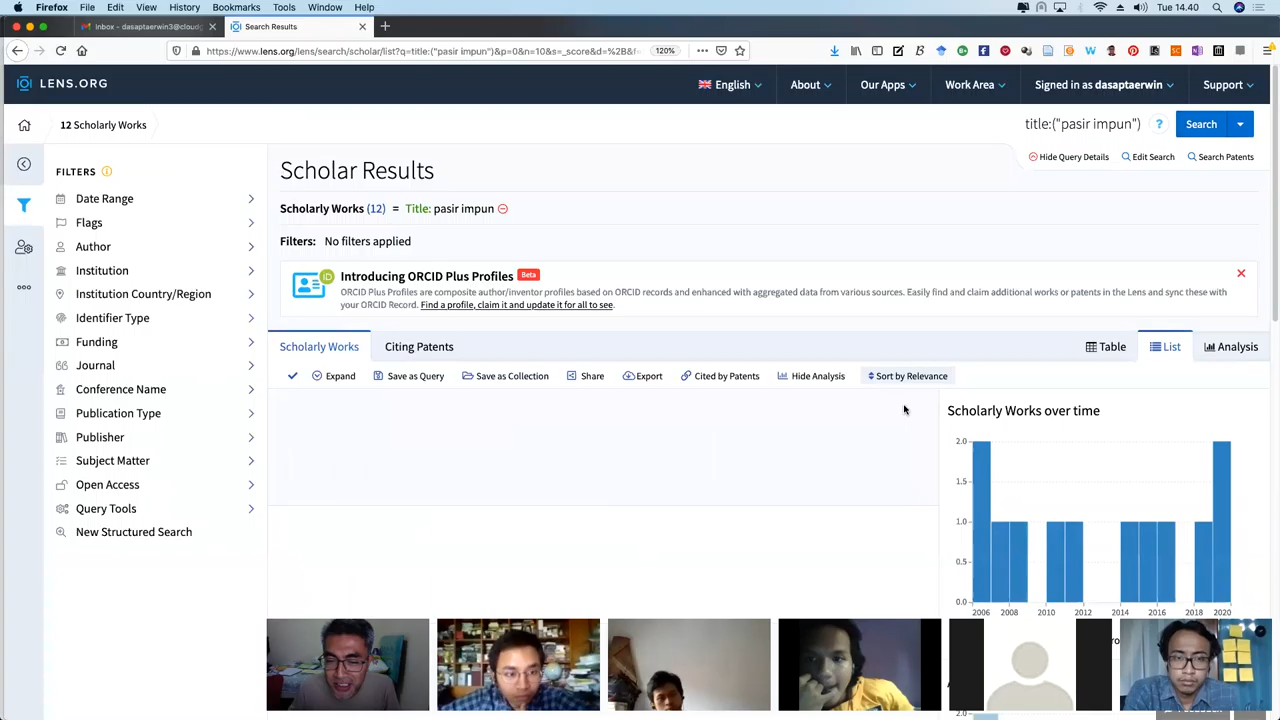 Firefox File Edit View History Bookmarks Tools Window Help Tue 14.40
Inbox - dasaptaerwin3@cloud
Search Results
https://www.lens.org/lens/search/scholar/list?q=title:("pasir impun")&p=0&n=10&s=_score&d=%2B&f= 120%
LENS.ORG
English About Our Apps Work Area Signed in as dasaptaerwin Support
12 Scholarly Works
title:("pasir impun") ? Search
Hide Query Details Edit Search Search Patents
FILTERS
Date Range
Flags
Author
Institution
Institution Country/Region
Identifier Type
Funding
Journal
Conference Name
Publication Type
Publisher
Subject Matter
Open Access
Query Tools
New Structured Search
Scholar Results
Scholarly Works (12) = Title: pasir impun
Filters: No filters applied
iD
Introducing ORCID Plus Profiles Beta
ORCID Plus Profiles are composite author/inventor profiles based on ORCID records and enhanced with aggregated data from various sources. Easily find and claim additional works or patents in the Lens and sync these with
your ORCID Record. Find a profile, claim it and update it for all to see.
Scholarly Works Citing Patents Table List Analysis
Expand Save as Query Save as Collection Share Export Cited by Patents Hide Analysis Sort by Relevance
Scholarly Works over time
2.0
1.5
1.0
0.5
0.0
2006 2008 2010 2012 2014 2016 2018 2020